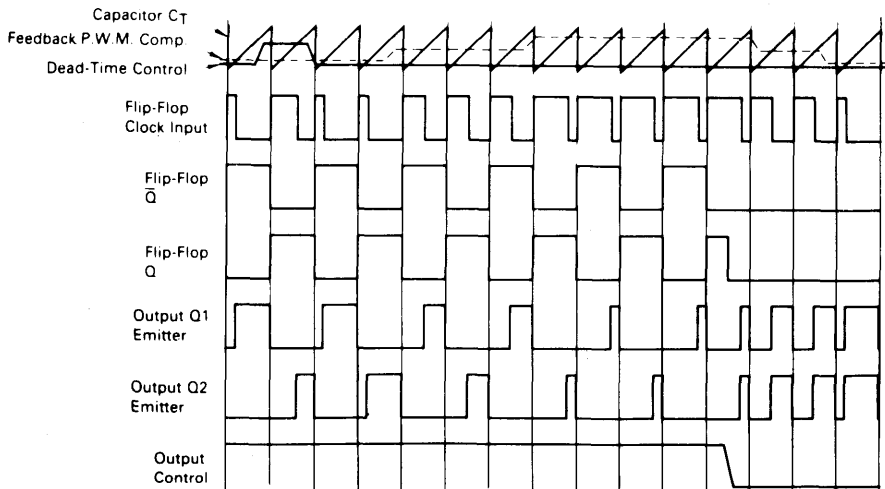 Capacitor CT
Feedback P.W.M. Comp.
Dead-Time Control
Flip-Flop
Clock Input
Flip-Flop
Q̅
Flip-Flop
Q
Output Q1
Emitter
Output Q2
Emitter
Output
Control